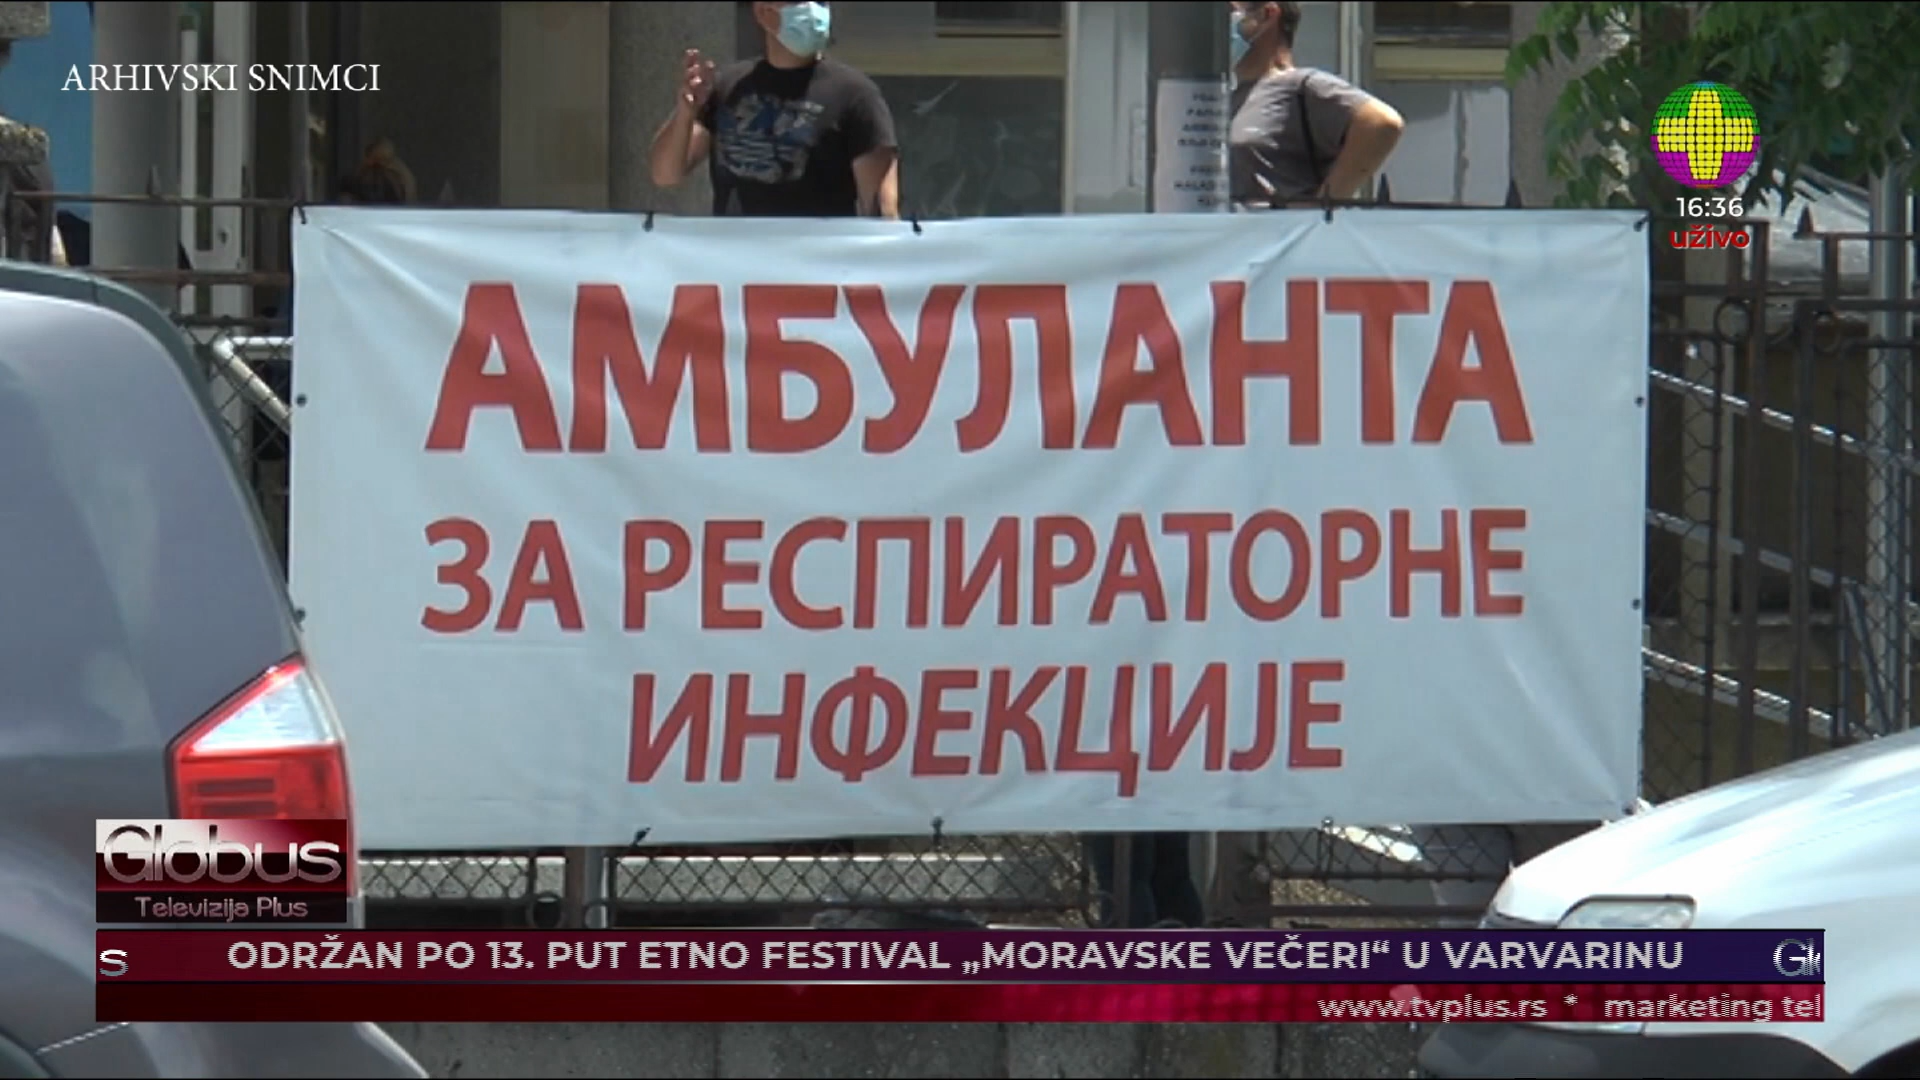 ARHIVSKI SNIMCI
16:36
uživo
АМБУЛАНТА
ЗА РЕСПИРАТОРНЕ
ИНФЕКЦИЈЕ
Globus
Televizija Plus
ODRŽAN PO 13. PUT ETNO FESTIVAL „MORAVSKE VEČERI“ U VARVARINU
www.tvplus.rs * marketing tel